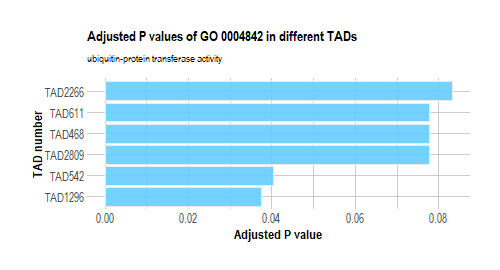 Adjusted P values of GO 0004842 in different TADs
ubiquitin-protein transferase activity
TAD number
TAD2266
TAD611
TAD468
TAD2809
TAD542
TAD1296
0.00 0.02 0.04 0.06 0.08
Adjusted P value